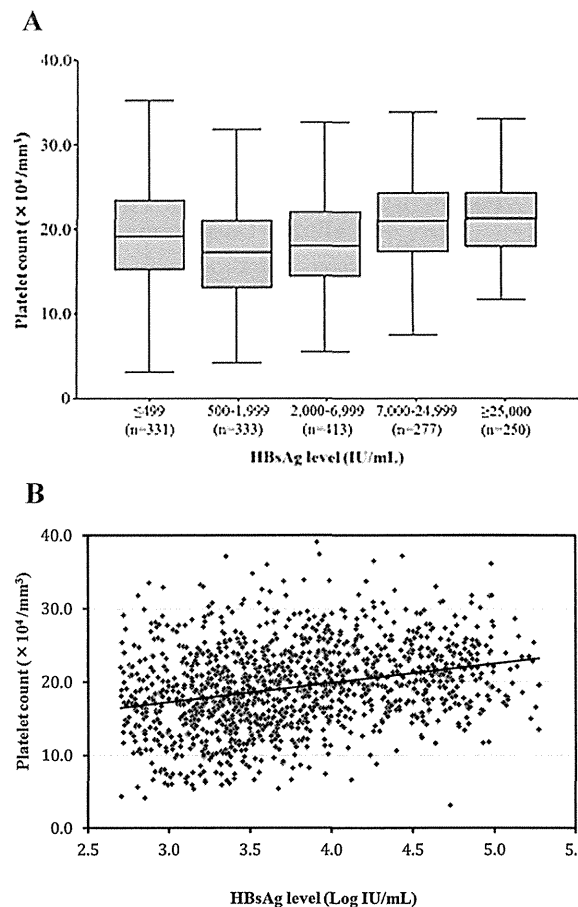 A
40.0
30.0
20.0
10.0
0
Platelet count (×10⁴/mm³)
≦499 500-1,999 2,000-6,999 7,000-24,999 ≧25,000
(n=331) (n=333) (n=413) (n=277) (n=250)
HBsAg level (IU/mL)
B
40.0
30.0
20.0
10.0
0.0
Platelet count (×10⁴/mm³)
2.5 3.0 3.5 4.0 4.5 5.0 5.
HBsAg level (Log IU/mL)